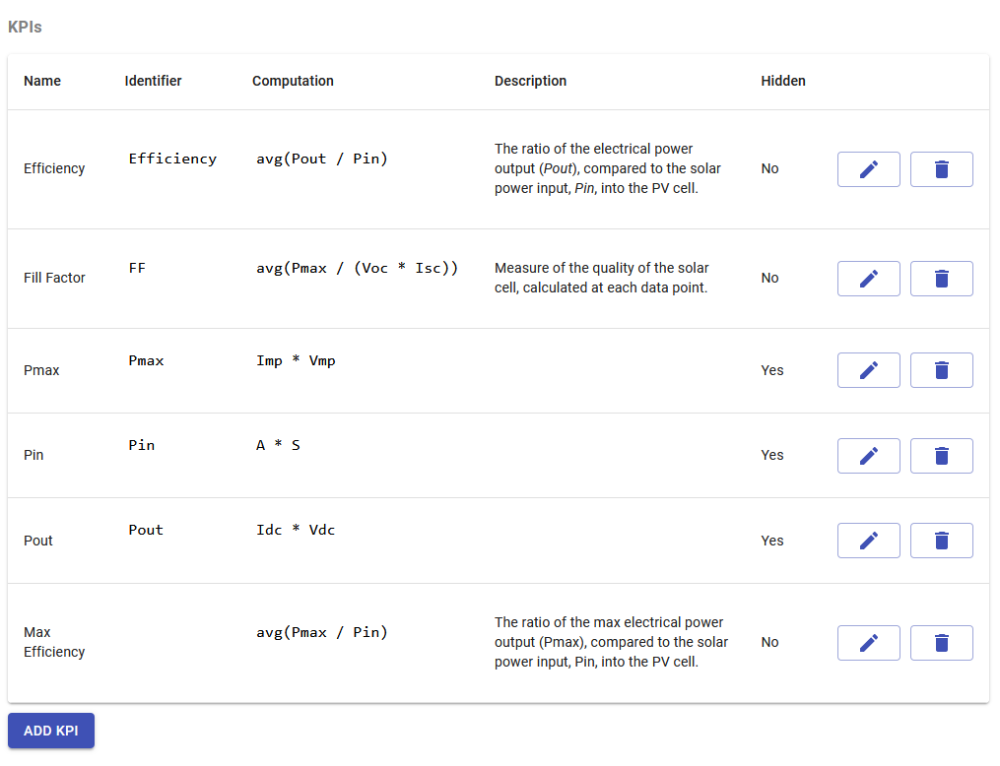 KPIs
Name Identifier Computation Description Hidden
Efficiency Efficiency avg(Pout / Pin) The ratio of the electrical power
output (Pout), compared to the solar
power input, Pin, into the PV cell. No
Fill Factor FF avg(Pmax / (Voc * Isc)) Measure of the quality of the solar
cell, calculated at each data point. No
Pmax Pmax Imp * Vmp Yes
Pin Pin A * S Yes
Pout Pout Idc * Vdc Yes
Max
Efficiency avg(Pmax / Pin) The ratio of the max electrical power
output (Pmax), compared to the solar
power input, Pin, into the PV cell. No
ADD KPI